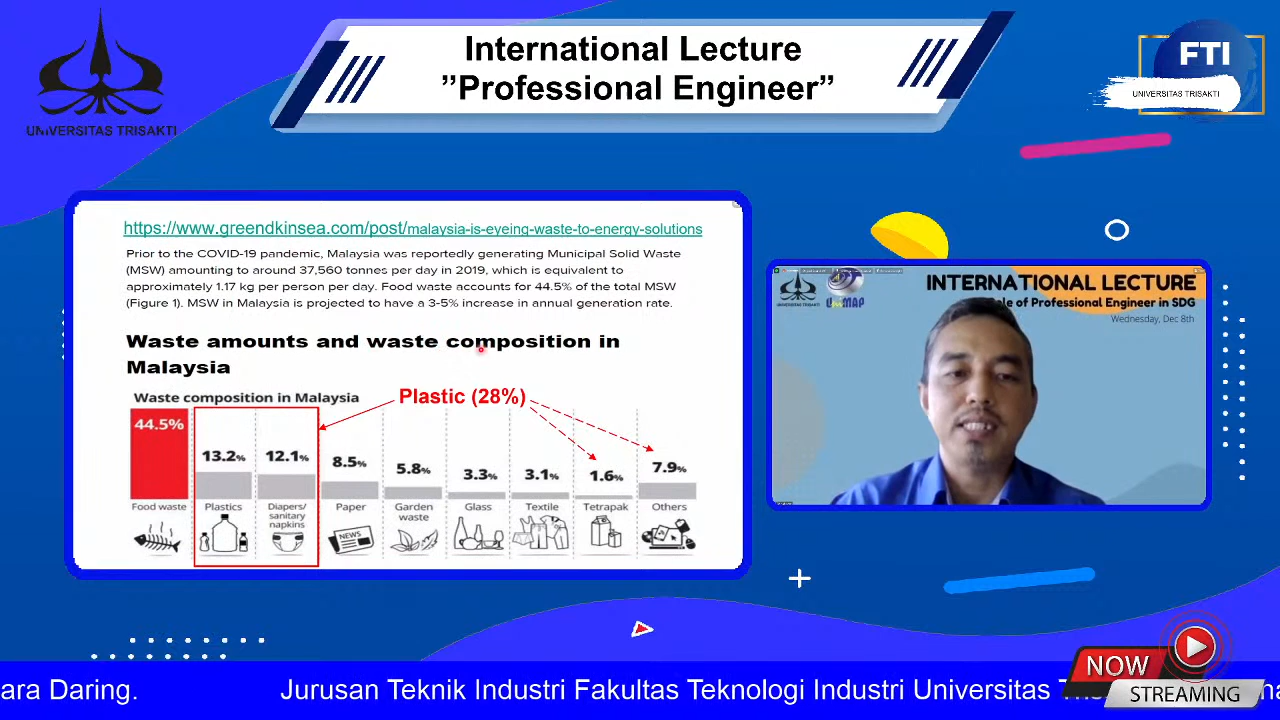 International Lecture
”Professional Engineer”
UNIVERSITAS TRISAKTI
FTI
UNIVERSITAS TRISAKTI
https://www.greendkinsea.com/post/malaysia-is-eyeing-waste-to-energy-solutions
Prior to the COVID-19 pandemic, Malaysia was reportedly generating Municipal Solid Waste
(MSW) amounting to around 37,560 tonnes per day in 2019, which is equivalent to
approximately 1.17 kg per person per day. Food waste accounts for 44.5% of the total MSW
(Figure 1). MSW in Malaysia is projected to have a 3-5% increase in annual generation rate.
Waste amounts and waste composition in
Malaysia
Waste composition in Malaysia
Plastic (28%)
44.5%
13.2%
12.1%
8.5%
5.8%
3.3%
3.1%
1.6%
7.9%
Food waste
Plastics
Diapers/
sanitary
napkins
Paper
Garden
waste
Glass
Textile
Tetrapak
Others
NEWS
INTERNATIONAL LECTURE
ole of Professional Engineer in SDG
Wednesday, Dec 8th
UniMAP
ara Daring.
Jurusan Teknik Industri Fakultas Teknologi Industri Universitas
NOW
STREAMING